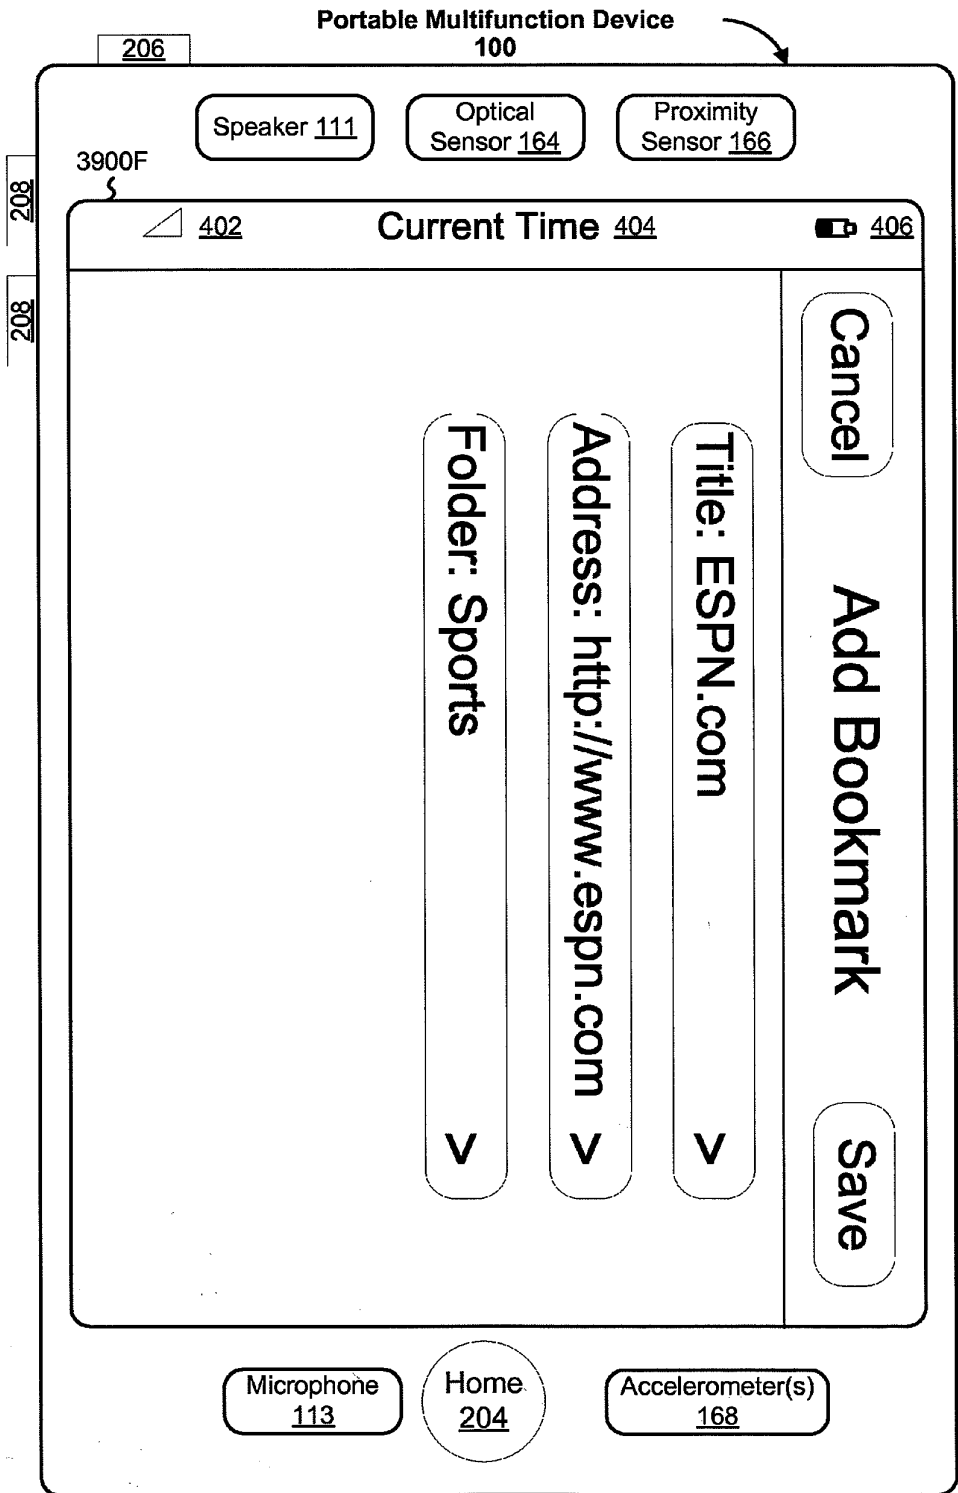 Portable Multifunction Device
100
206
Speaker 111
Optical
Sensor 164
Proximity
Sensor 166
3900F
208
208
402
Current Time 404
406
Cancel
Add Bookmark
Save
Title: ESPN.com >
Address: http://www.espn.com >
Folder: Sports >
Microphone
113
Home
204
Accelerometer(s)
168